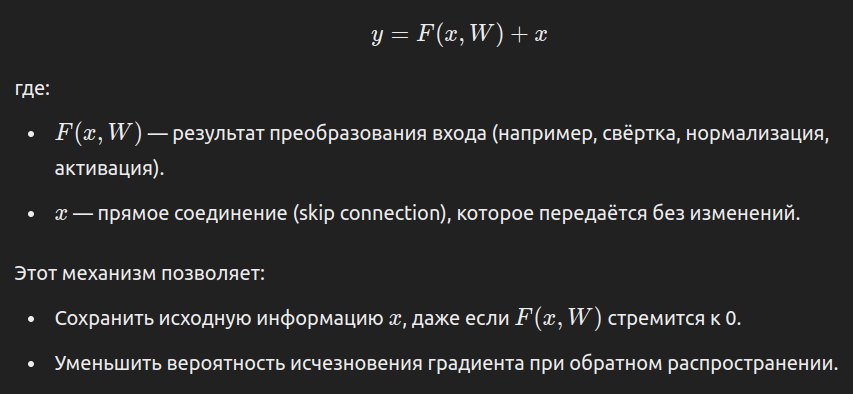 y = F(x, W) + x
где:
• F(x, W) — результат преобразования входа (например, свёртка, нормализация,
активация).
• x — прямое соединение (skip connection), которое передаётся без изменений.
Этот механизм позволяет:
• Сохранить исходную информацию x, даже если F(x, W) стремится к 0.
• Уменьшить вероятность исчезновения градиента при обратном распространении.